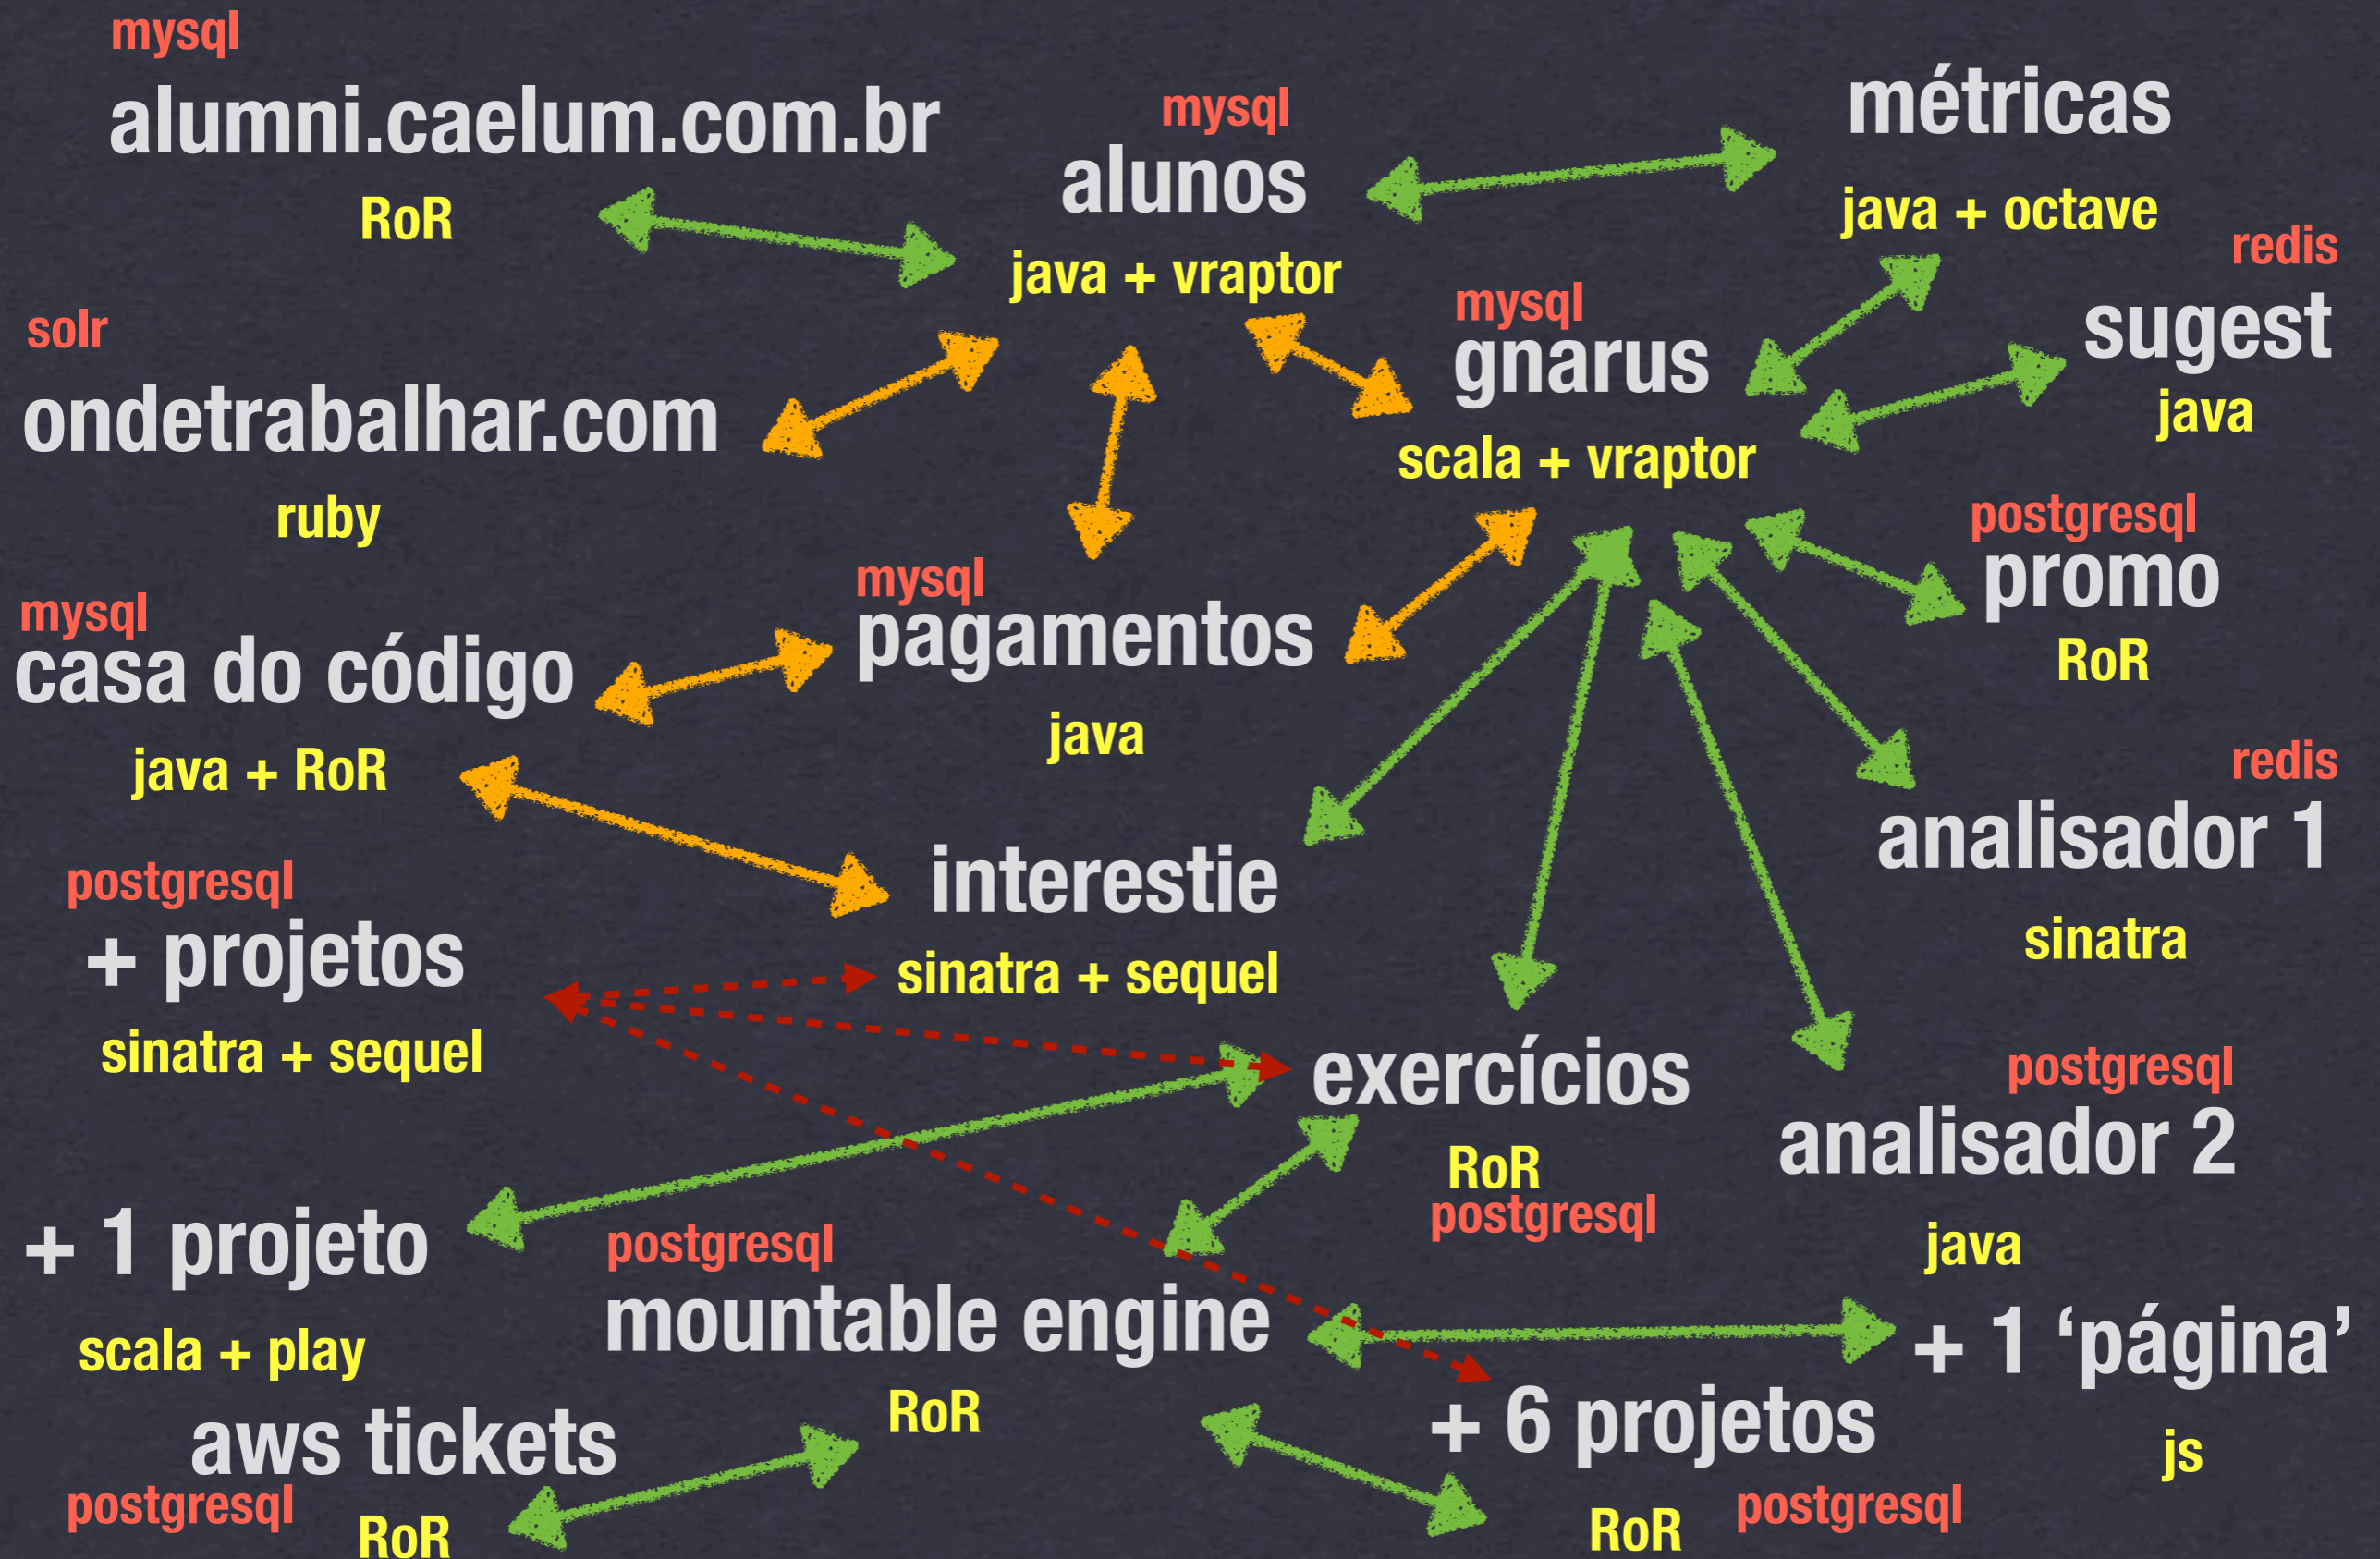 mysql
alumni.caelum.com.br
RoR
mysql
alunos
java + vraptor
métricas
java + octave
redis
sugest
java
solr
ondetrabalhar.com
ruby
mysql
gnarus
scala + vraptor
postgresql
promo
RoR
mysql
casa do código
java + RoR
mysql
pagamentos
java
redis
analisador 1
sinatra
interestie
sinatra + sequel
postgresql
+ projetos
sinatra + sequel
exercícios
RoR
postgresql
postgresql
analisador 2
java
+ 1 projeto
scala + play
postgresql
mountable engine
RoR
+ 1 ‘página’
js
aws tickets
postgresql
RoR
+ 6 projetos
RoR
postgresql